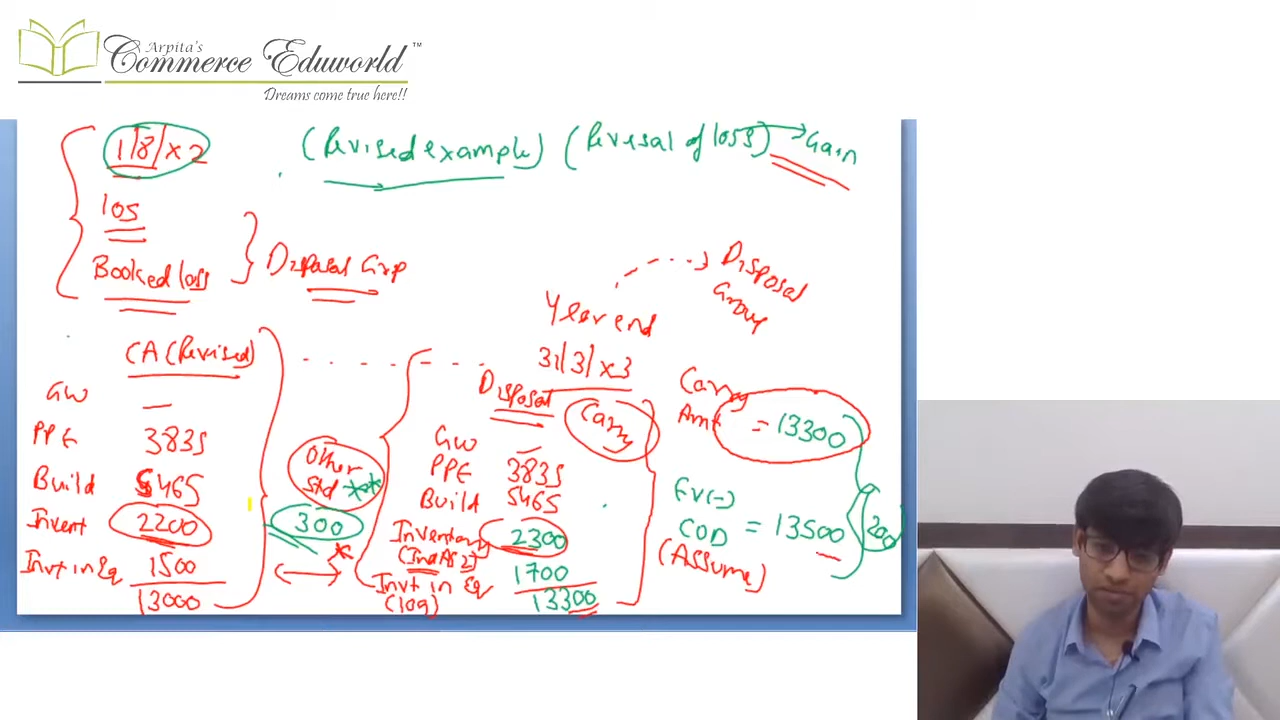 Arpita's
Commerce Eduworld™
Dreams come true here!!
1/8/x2
(Revised example) (Reversal of loss) → Gain
los
Booked loss
Disposal Grp
Year end
Disposal Group
31/3/x3
CA (Revised)
GW —
PPE 3835
Build 5465
Invent 2200
Invt in Eq 1500
13000
Other std **
300
*
Disposal
Carry
GW —
PPE 3835
Build 5465
Inventory 2300
(Ind AS 2)
Invt in Eq 1700
(109)
13300
Carry Amt = 13300
FV(-)
COD = 13500
(Assume)
200